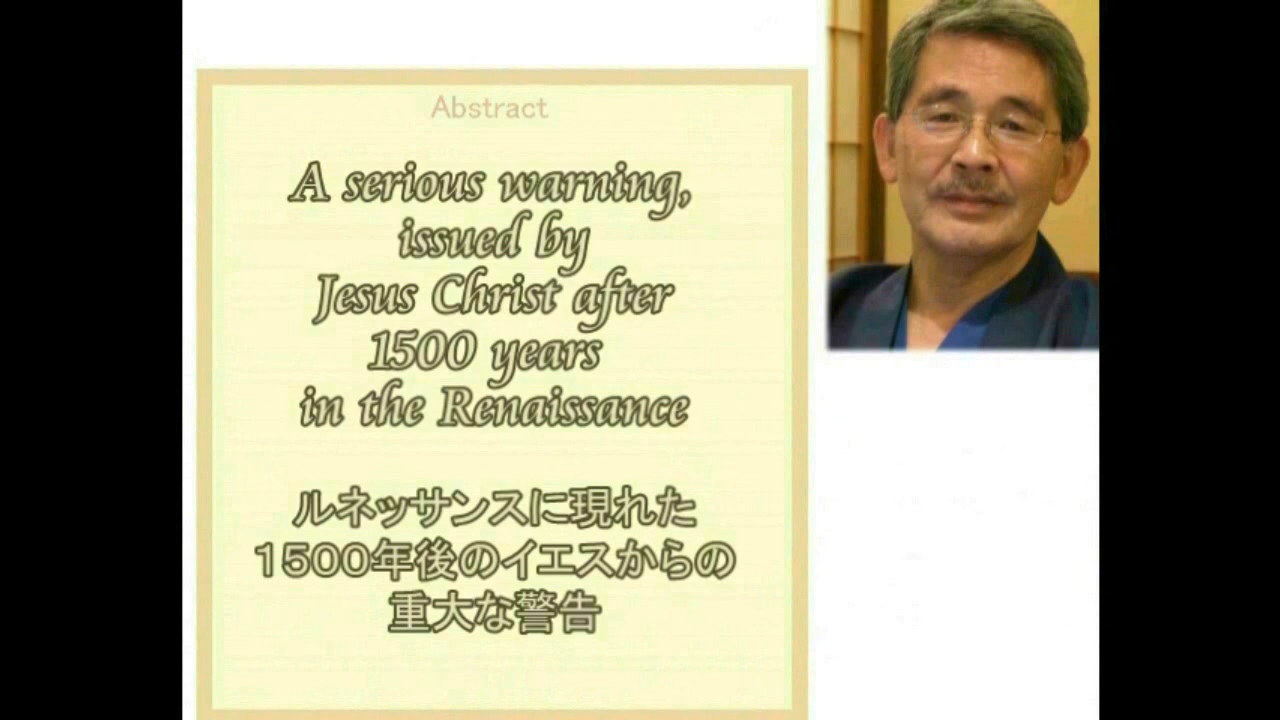 Abstract
A serious warning,
issued by
Jesus Christ after
1500 years
in the Renaissance
ルネッサンスに現れた
1500年後のイエスからの
重大な警告